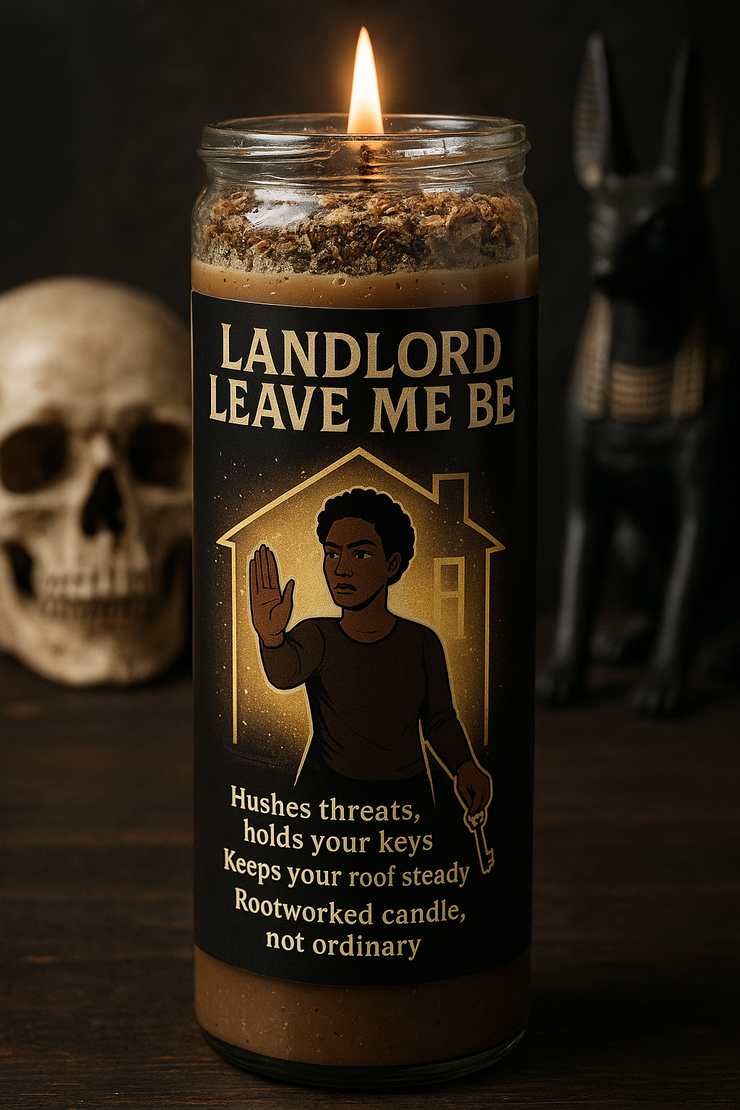 LANDLORD
LEAVE ME BE
Hushes threats,
holds your keys
Keeps your roof steady
Rootworked candle,
not ordinary